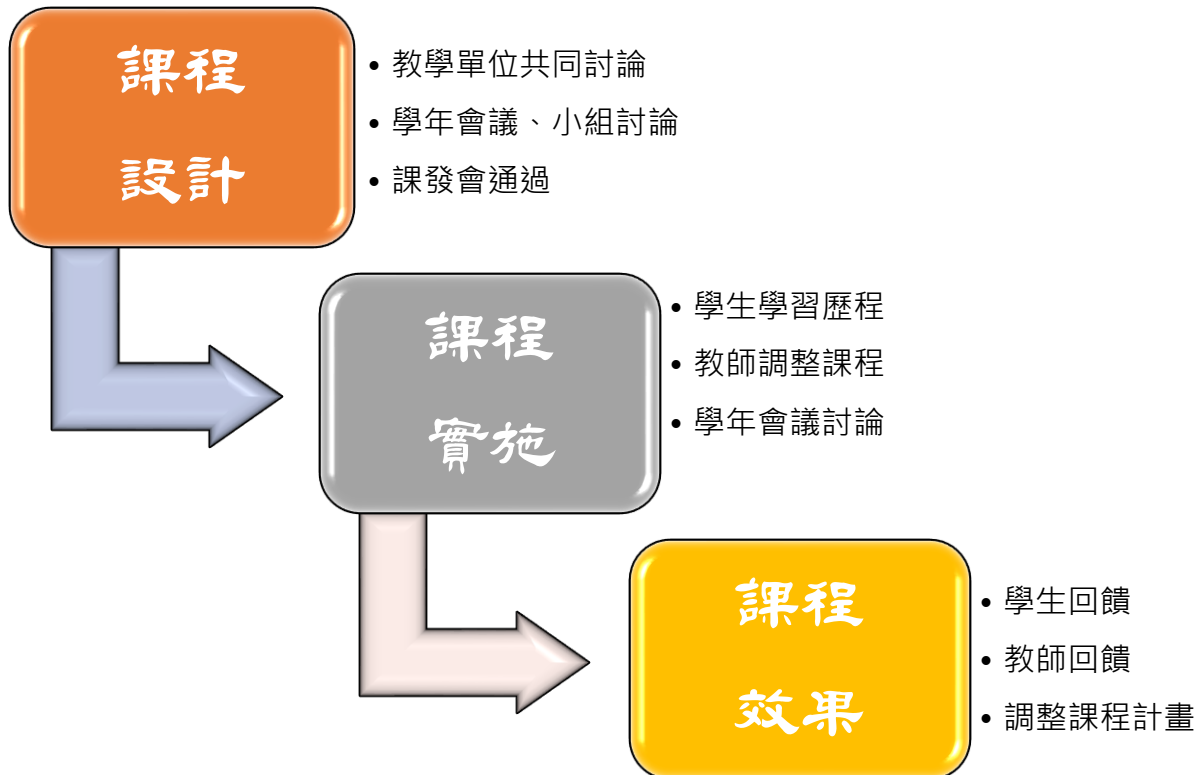 課程
設計
• 教學單位共同討論
• 學年會議、小組討論
• 課發會通過
課程
實施
• 學生學習歷程
• 教師調整課程
• 學年會議討論
課程
效果
• 學生回饋
• 教師回饋
• 調整課程計畫